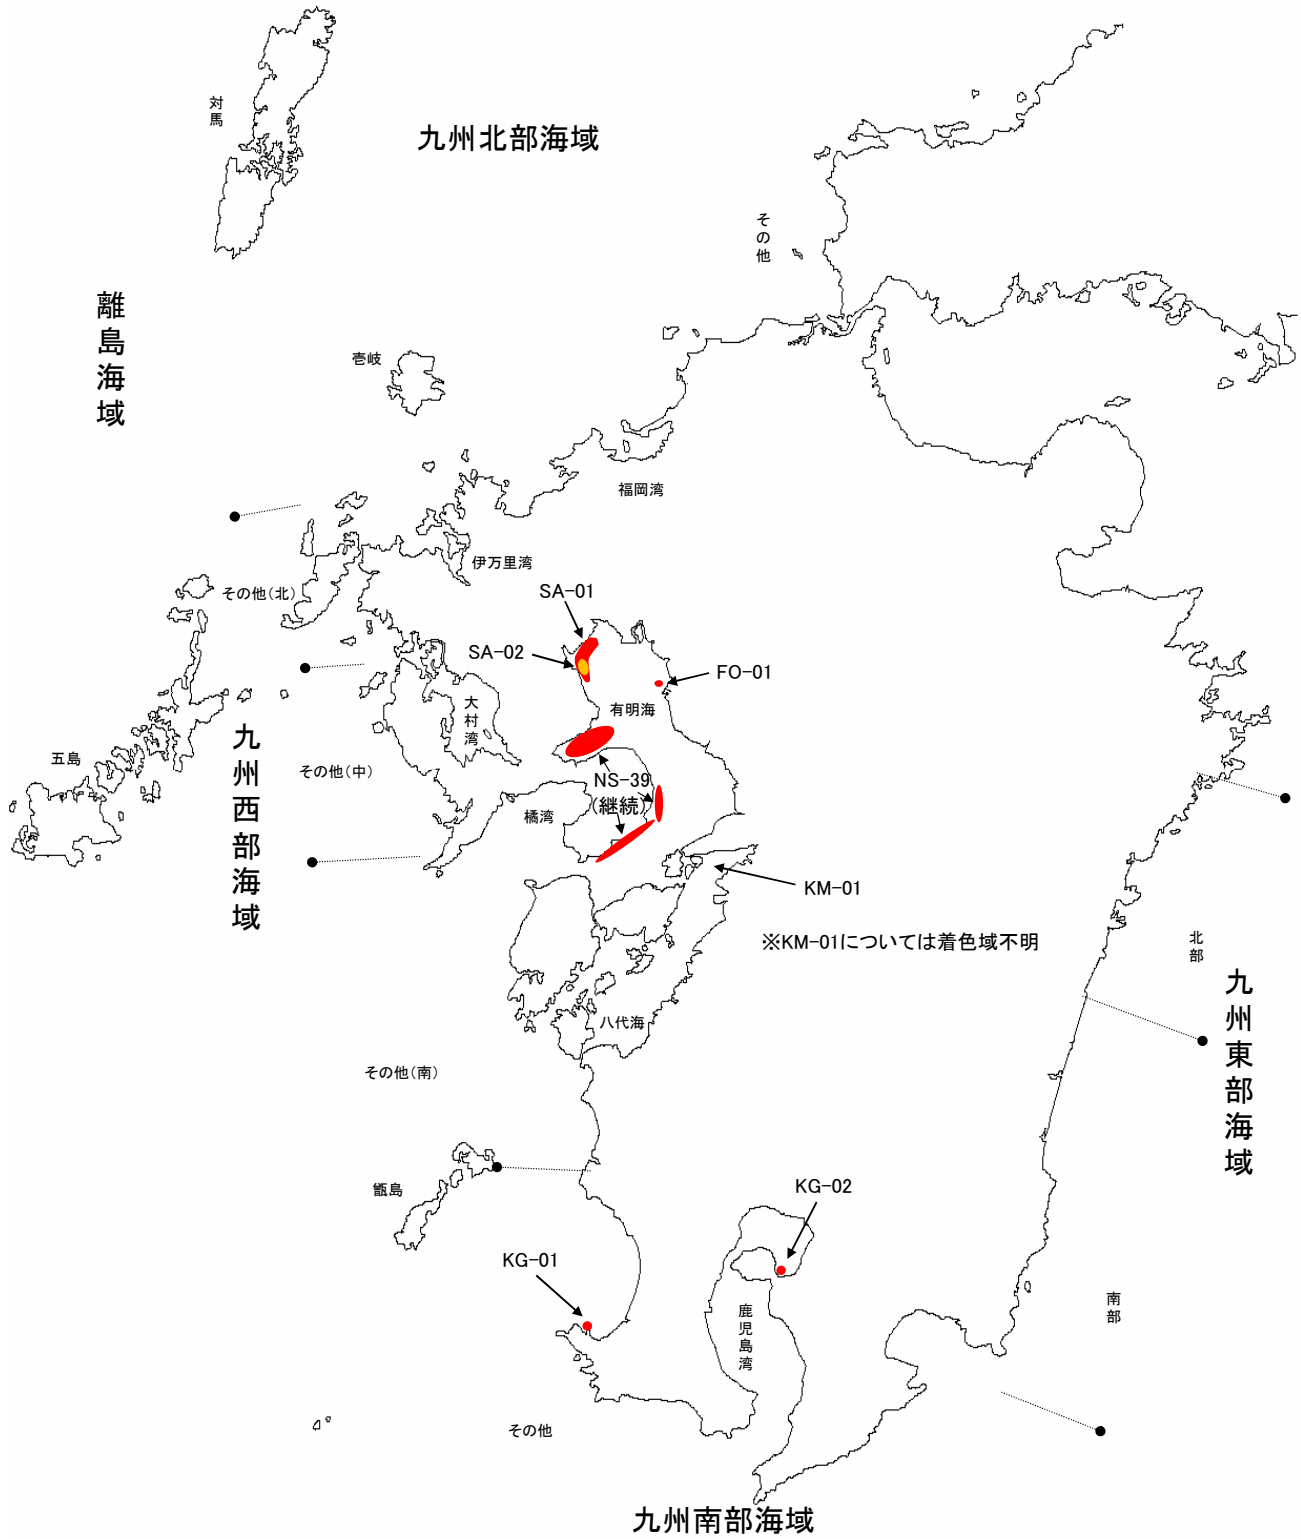 対馬
九州北部海域
その他
離島海域
壱岐
福岡湾
伊万里湾
その他(北)
SA-01
SA-02
FO-01
大村湾
有明海
九州西部海域
五島
その他(中)
NS-39
(継続)
橘湾
KM-01
※KM-01については着色域不明
北部
九州東部海域
八代海
その他(南)
甑島
KG-02
KG-01
鹿児島湾
南部
その他
九州南部海域